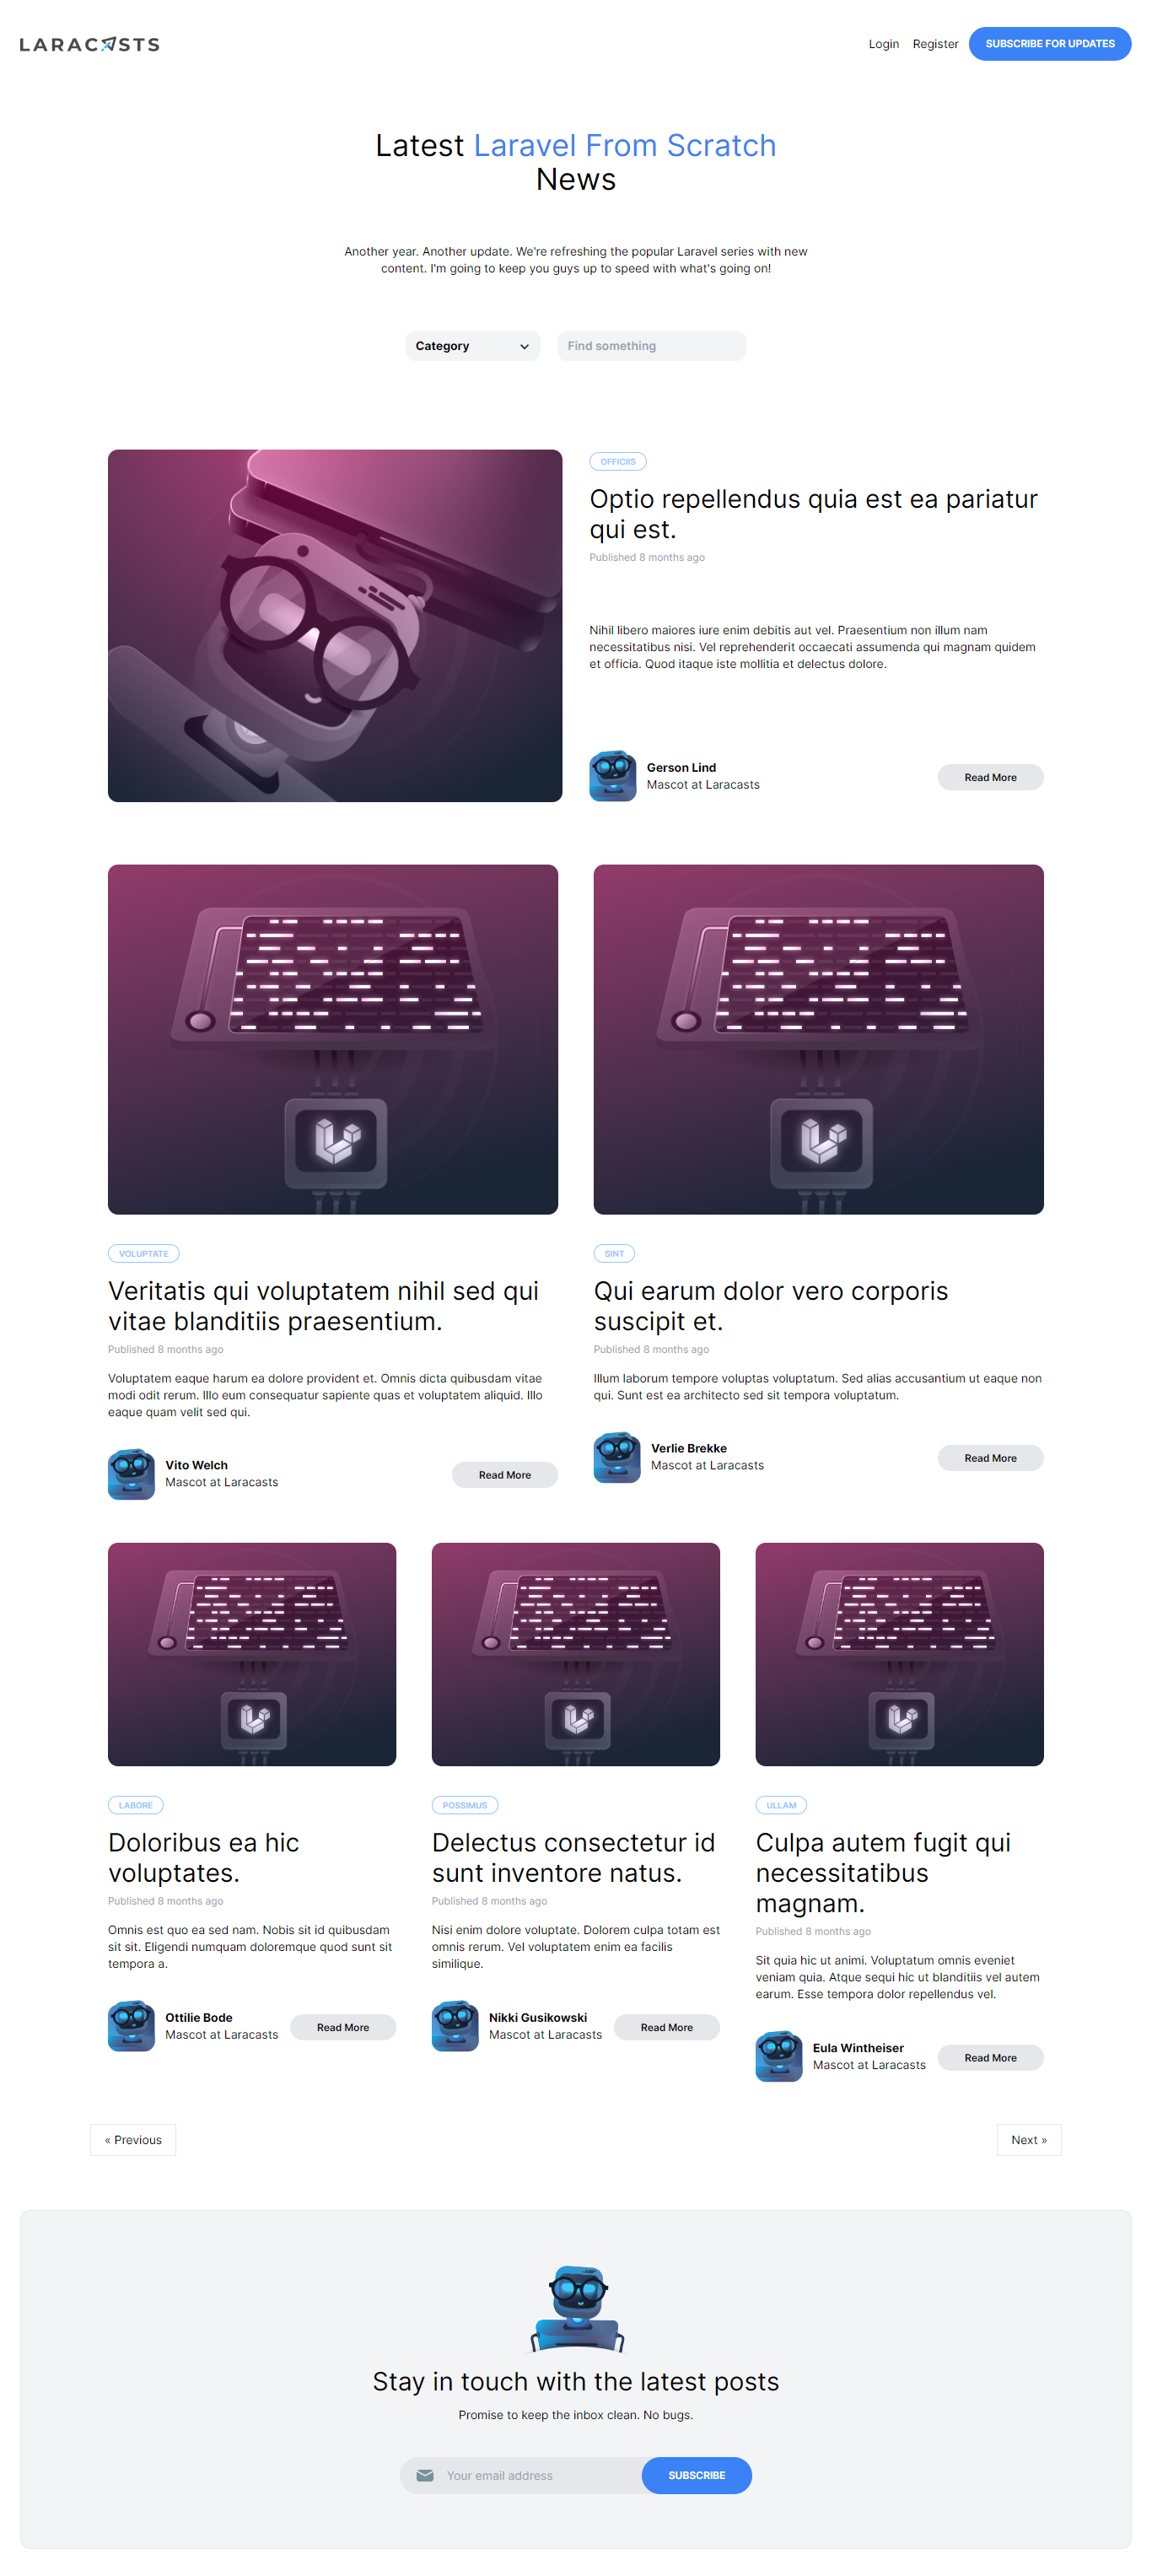 LARACASTS
Login Register SUBSCRIBE FOR UPDATES
Latest Laravel From Scratch
News
Another year. Another update. We're refreshing the popular Laravel series with new
content. I'm going to keep you guys up to speed with what's going on!
Category
Find something
OFFICIIS
Optio repellendus quia est ea pariatur
qui est.
Published 8 months ago
Nihil libero maiores iure enim debitis aut vel. Praesentium non illum nam
necessitatibus nisi. Vel reprehenderit occaecati assumenda qui magnam quidem
et officia. Quod itaque iste mollitia et delectus dolore.
Gerson Lind
Mascot at Laracasts
Read More
VOLUPTATE
Veritatis qui voluptatem nihil sed qui
vitae blanditiis praesentium.
Published 8 months ago
Voluptatem eaque harum ea dolore provident et. Omnis dicta quibusdam vitae
modi odit rerum. Illo eum consequatur sapiente quas et voluptatem aliquid. Illo
eaque quam velit sed qui.
Vito Welch
Mascot at Laracasts
Read More
SINT
Qui earum dolor vero corporis
suscipit et.
Published 8 months ago
Illum laborum tempore voluptas voluptatum. Sed alias accusantium ut eaque non
qui. Sunt est ea architecto sed sit tempora voluptatum.
Verlie Brekke
Mascot at Laracasts
Read More
LABORE
Doloribus ea hic
voluptates.
Published 8 months ago
Omnis est quo ea sed nam. Nobis sit id quibusdam
sit sit. Eligendi numquam doloremque quod sunt sit
tempora a.
Ottilie Bode
Mascot at Laracasts
Read More
POSSIMUS
Delectus consectetur id
sunt inventore natus.
Published 8 months ago
Nisi enim dolore voluptate. Dolorem culpa totam est
omnis rerum. Vel voluptatem enim ea facilis
similique.
Nikki Gusikowski
Mascot at Laracasts
Read More
ULLAM
Culpa autem fugit qui
necessitatibus
magnam.
Published 8 months ago
Sit quia hic ut animi. Voluptatum omnis eveniet
veniam quia. Atque sequi hic ut blanditiis vel autem
earum. Esse tempora dolor repellendus vel.
Eula Wintheiser
Mascot at Laracasts
Read More
« Previous
Next »
Stay in touch with the latest posts
Promise to keep the inbox clean. No bugs.
Your email address
SUBSCRIBE